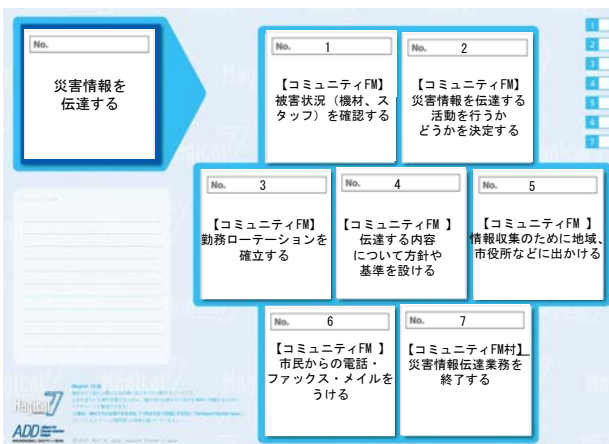 No.
災害情報を
伝達する
No. 1
【コミュニティFM】
被害状況（機材、ス
タッフ）を確認する
No. 2
【コミュニティFM】
災害情報を伝達する
活動を行うか
どうかを決定する
No. 3
【コミュニティFM】
勤務ローテーションを
確立する
No. 4
【コミュニティFM 】
伝達する内容
について方針や
基準を設ける
No. 5
【コミュニティFM 】
情報収集のために地域、
市役所などに出かける
No. 6
【コミュニティFM 】
市民からの電話・
ファックス・メイルを
うける
No. 7
【コミュニティFM村】
災害情報伝達業務を
終了する
1
2
3
4
5
6
7
Magical 7
ADD